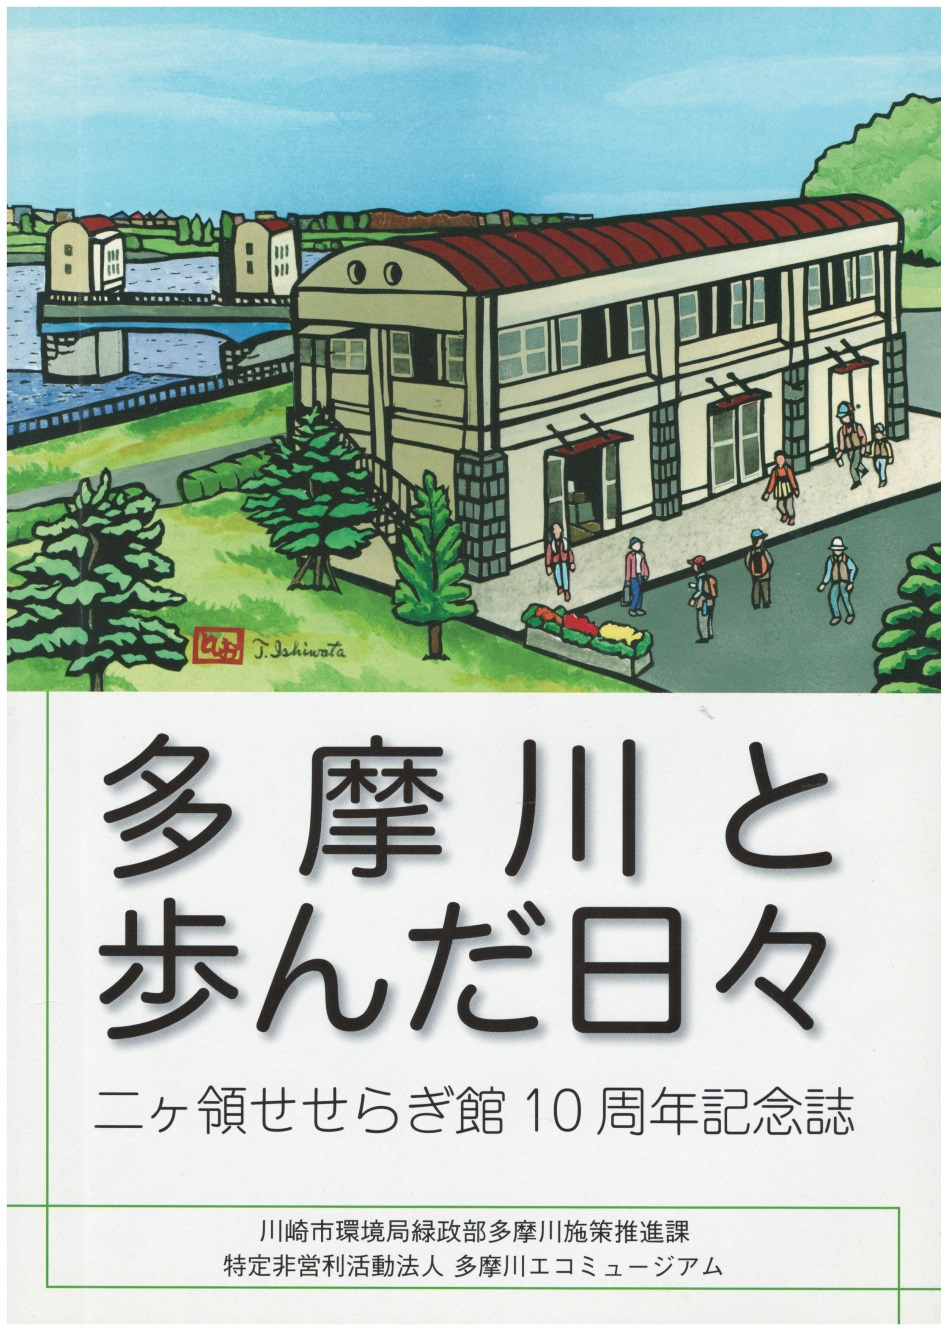 T.Ishiwata
多摩川と
歩んだ日々
二ヶ領せせらぎ館 10 周年記念誌
川崎市環境局緑政部多摩川施策推進課
特定非営利活動法人 多摩川エコミュージアム